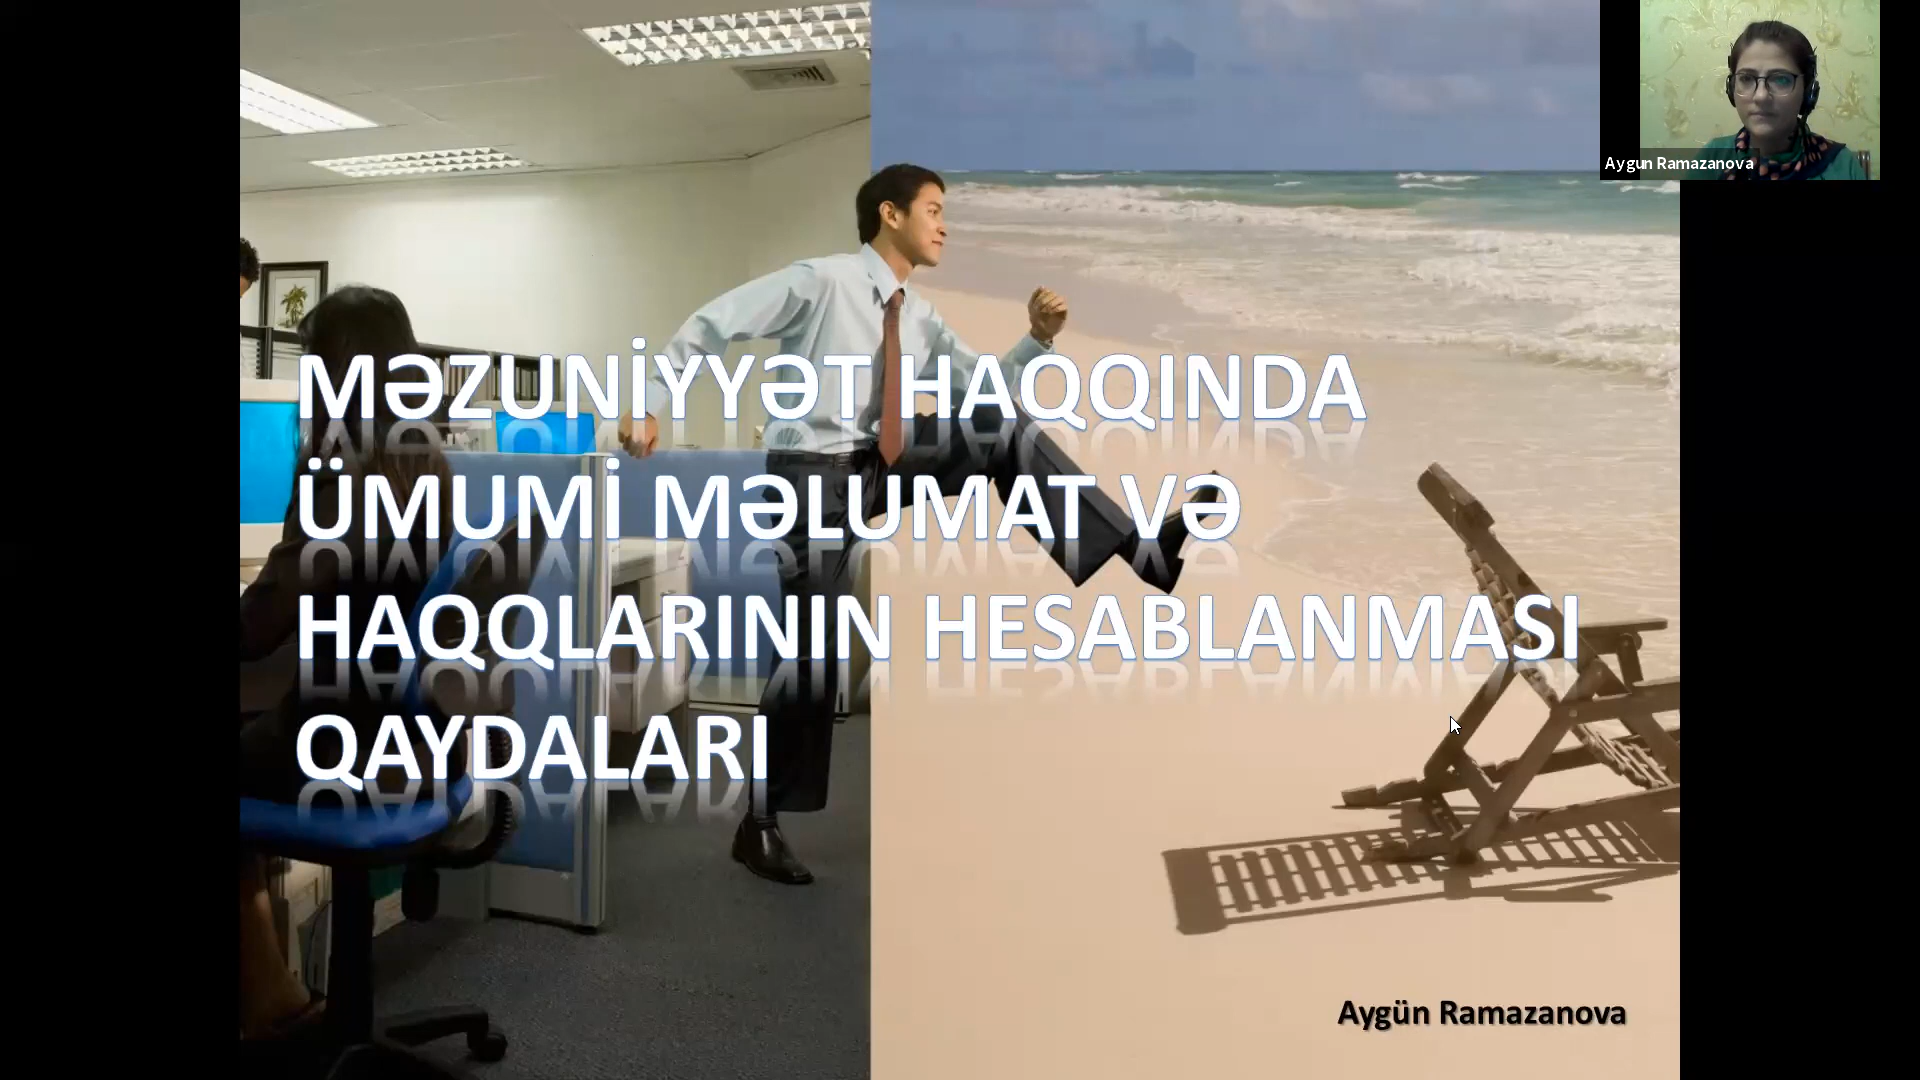 Aygun Ramazanova
MƏZUNİYYƏT HAQQINDA
ÜMUMİ MƏLUMAT VƏ
HAQQLARININ HESABLANMASI
QAYDALARI
Aygün Ramazanova